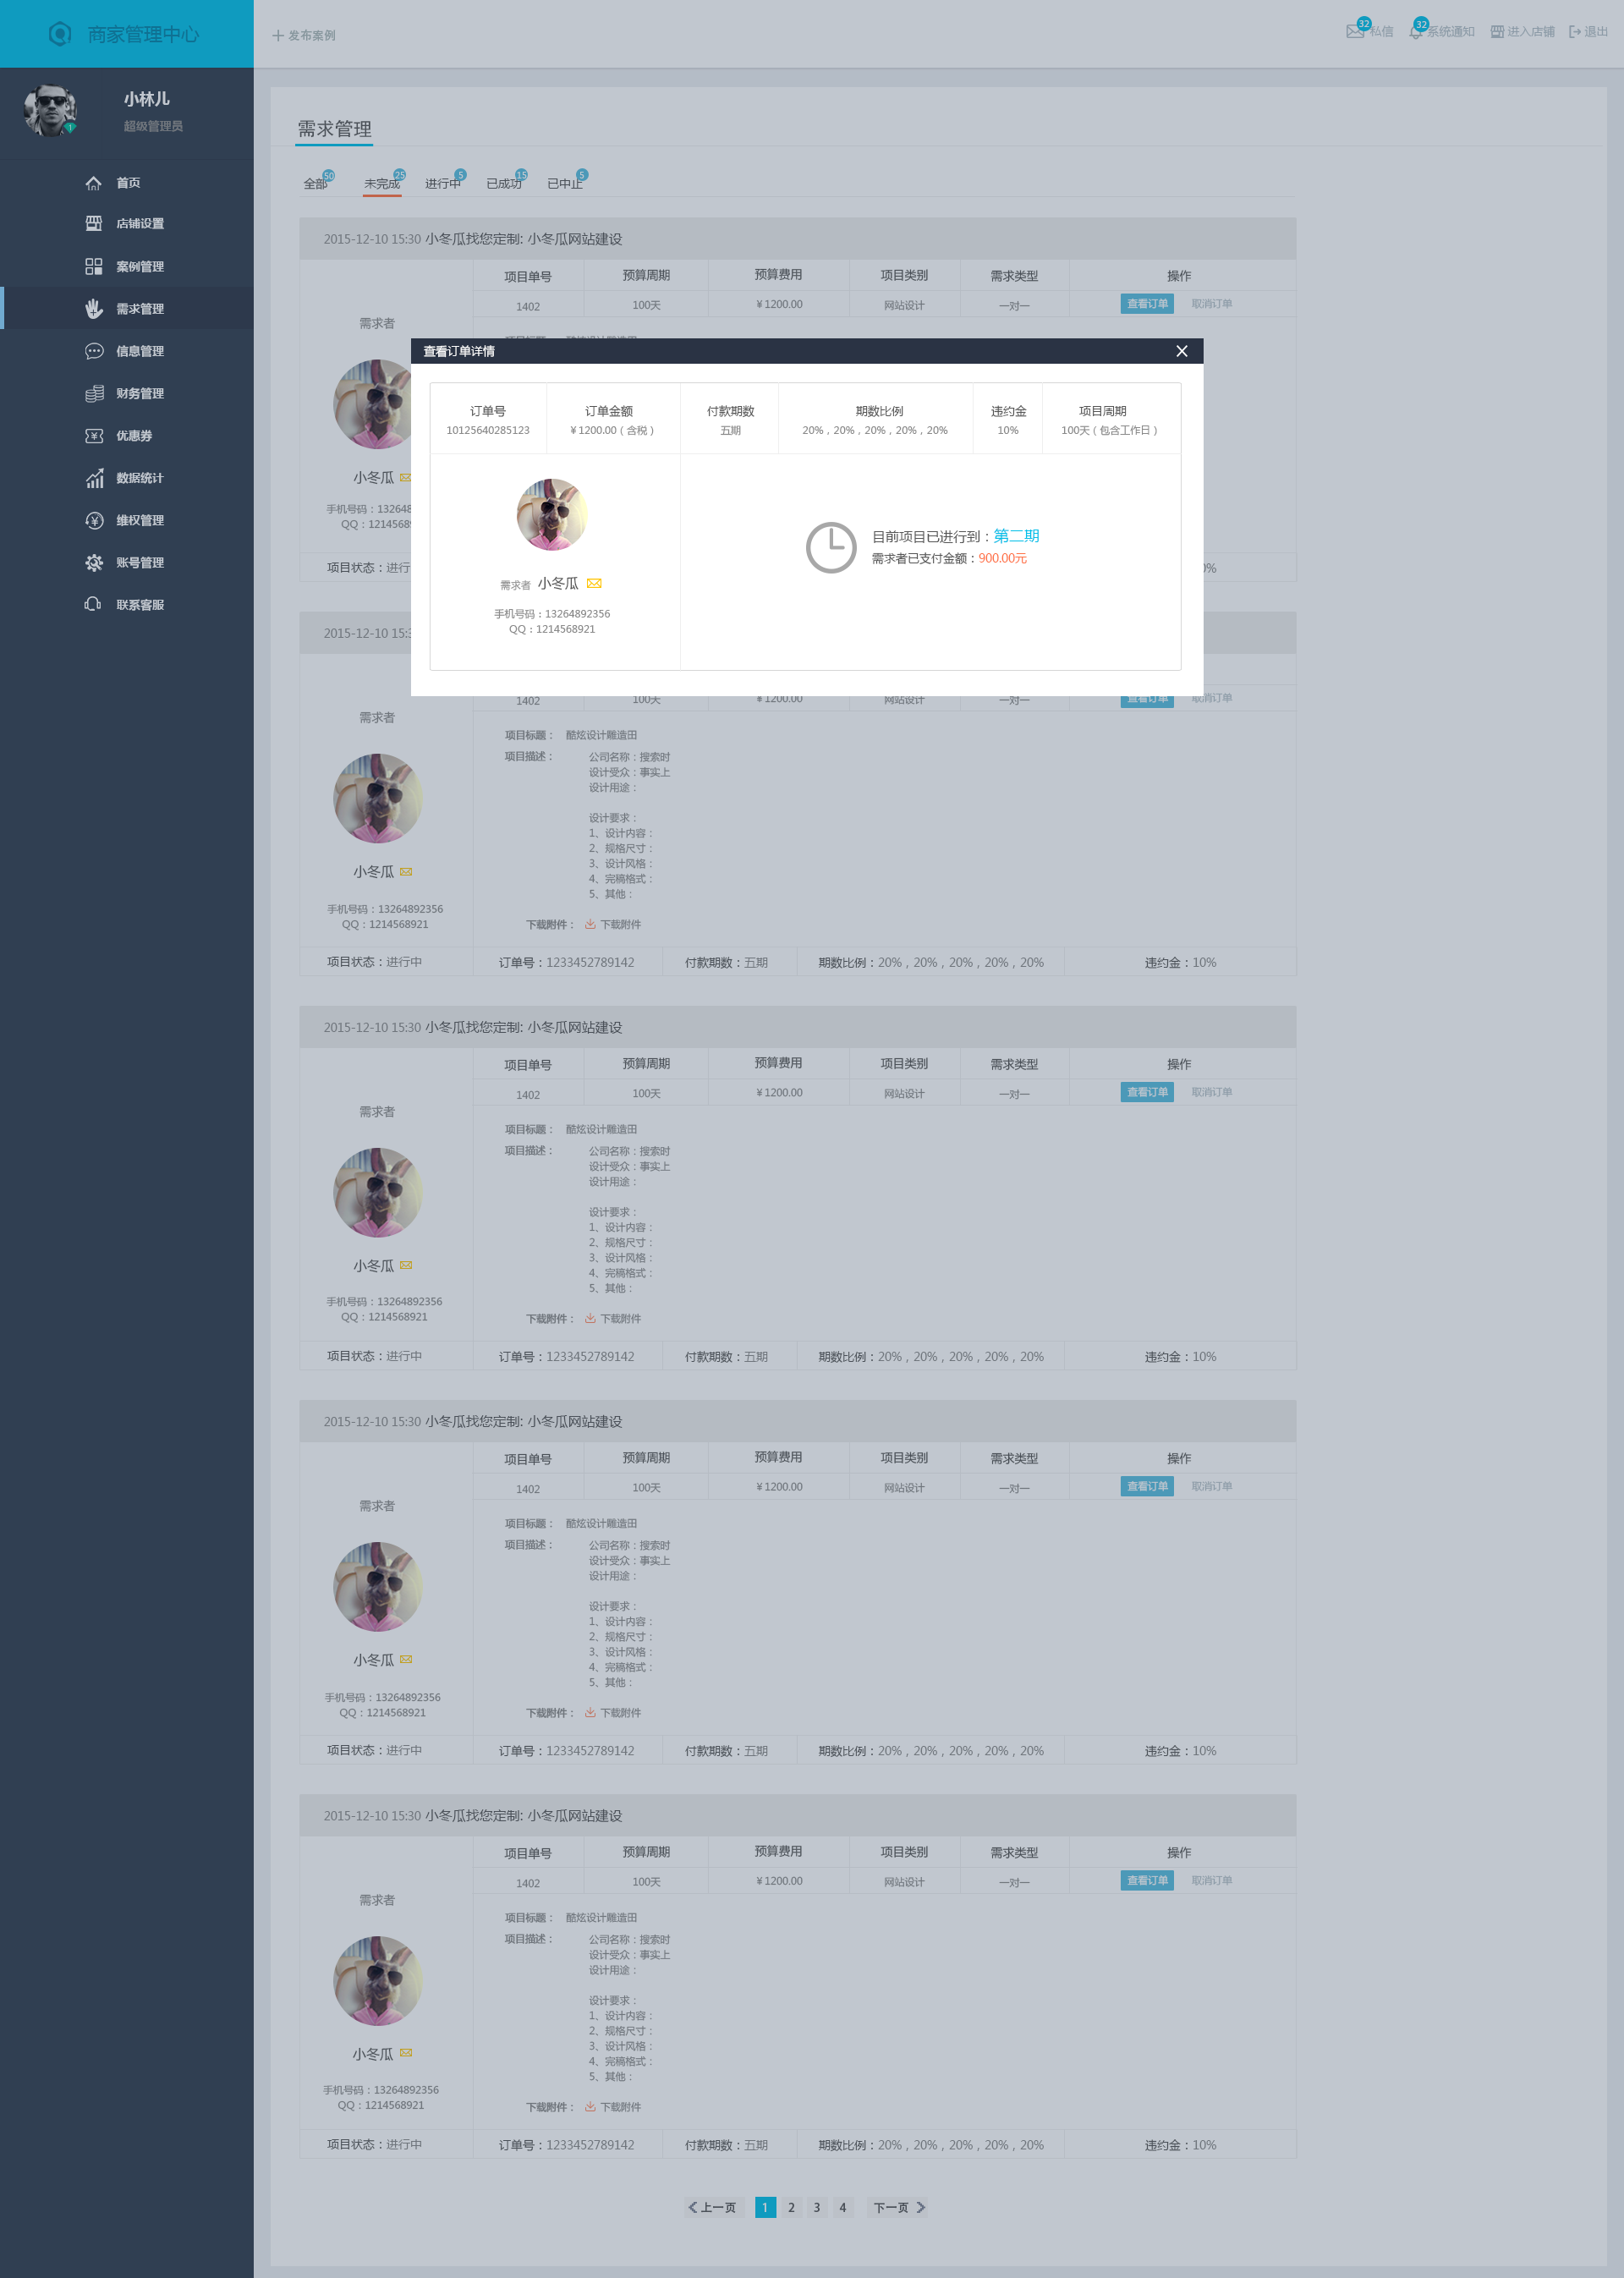 商家管理中心
发布案例
32
私信
32
系统通知
进入店铺
退出
小林儿
超级管理员
首页
店铺设置
案例管理
需求管理
信息管理
财务管理
优惠券
数据统计
维权管理
账号管理
联系客服
需求管理
全部 50
未完成 25
进行中 5
已成功 15
已中止 5
2015-12-10 15:30 小冬瓜找您定制: 小冬瓜网站建设
项目单号 预算周期 预算费用 项目类别 需求类型 操作
1402 100天 ¥1200.00 网站设计 一对一 查看订单 取消订单
需求者
小冬瓜
手机号码：13264
QQ：1214568
项目状态：进行
0%
查看订单详情
订单号 订单金额 付款期数 期数比例 违约金 项目周期
10125640285123 ¥1200.00（含税） 五期 20%，20%，20%，20%，20% 10% 100天（包含工作日）
需求者 小冬瓜
手机号码：13264892356
QQ：1214568921
目前项目已进行到：第二期
需求者已支付金额：900.00元
2015-12-10 15:3
1402 100天 ¥1200.00 网站设计 一对一 查看订单 取消订单
需求者
小冬瓜
手机号码：13264892356
QQ：1214568921
项目标题： 酷炫设计雕造田
项目描述： 公司名称：搜索时
设计受众：事实上
设计用途：
设计要求：
1、设计内容：
2、规格尺寸：
3、设计风格：
4、完稿格式：
5、其他：
下载附件： 下载附件
项目状态：进行中 订单号：1233452789142 付款期数：五期 期数比例：20%，20%，20%，20%，20% 违约金：10%
2015-12-10 15:30 小冬瓜找您定制: 小冬瓜网站建设
项目单号 预算周期 预算费用 项目类别 需求类型 操作
1402 100天 ¥1200.00 网站设计 一对一 查看订单 取消订单
需求者
小冬瓜
手机号码：13264892356
QQ：1214568921
项目标题： 酷炫设计雕造田
项目描述： 公司名称：搜索时
设计受众：事实上
设计用途：
设计要求：
1、设计内容：
2、规格尺寸：
3、设计风格：
4、完稿格式：
5、其他：
下载附件： 下载附件
项目状态：进行中 订单号：1233452789142 付款期数：五期 期数比例：20%，20%，20%，20%，20% 违约金：10%
2015-12-10 15:30 小冬瓜找您定制: 小冬瓜网站建设
项目单号 预算周期 预算费用 项目类别 需求类型 操作
1402 100天 ¥1200.00 网站设计 一对一 查看订单 取消订单
需求者
小冬瓜
手机号码：13264892356
QQ：1214568921
项目标题： 酷炫设计雕造田
项目描述： 公司名称：搜索时
设计受众：事实上
设计用途：
设计要求：
1、设计内容：
2、规格尺寸：
3、设计风格：
4、完稿格式：
5、其他：
下载附件： 下载附件
项目状态：进行中 订单号：1233452789142 付款期数：五期 期数比例：20%，20%，20%，20%，20% 违约金：10%
2015-12-10 15:30 小冬瓜找您定制: 小冬瓜网站建设
项目单号 预算周期 预算费用 项目类别 需求类型 操作
1402 100天 ¥1200.00 网站设计 一对一 查看订单 取消订单
需求者
小冬瓜
手机号码：13264892356
QQ：1214568921
项目标题： 酷炫设计雕造田
项目描述： 公司名称：搜索时
设计受众：事实上
设计用途：
设计要求：
1、设计内容：
2、规格尺寸：
3、设计风格：
4、完稿格式：
5、其他：
下载附件： 下载附件
项目状态：进行中 订单号：1233452789142 付款期数：五期 期数比例：20%，20%，20%，20%，20% 违约金：10%
上一页 1 2 3 4 下一页